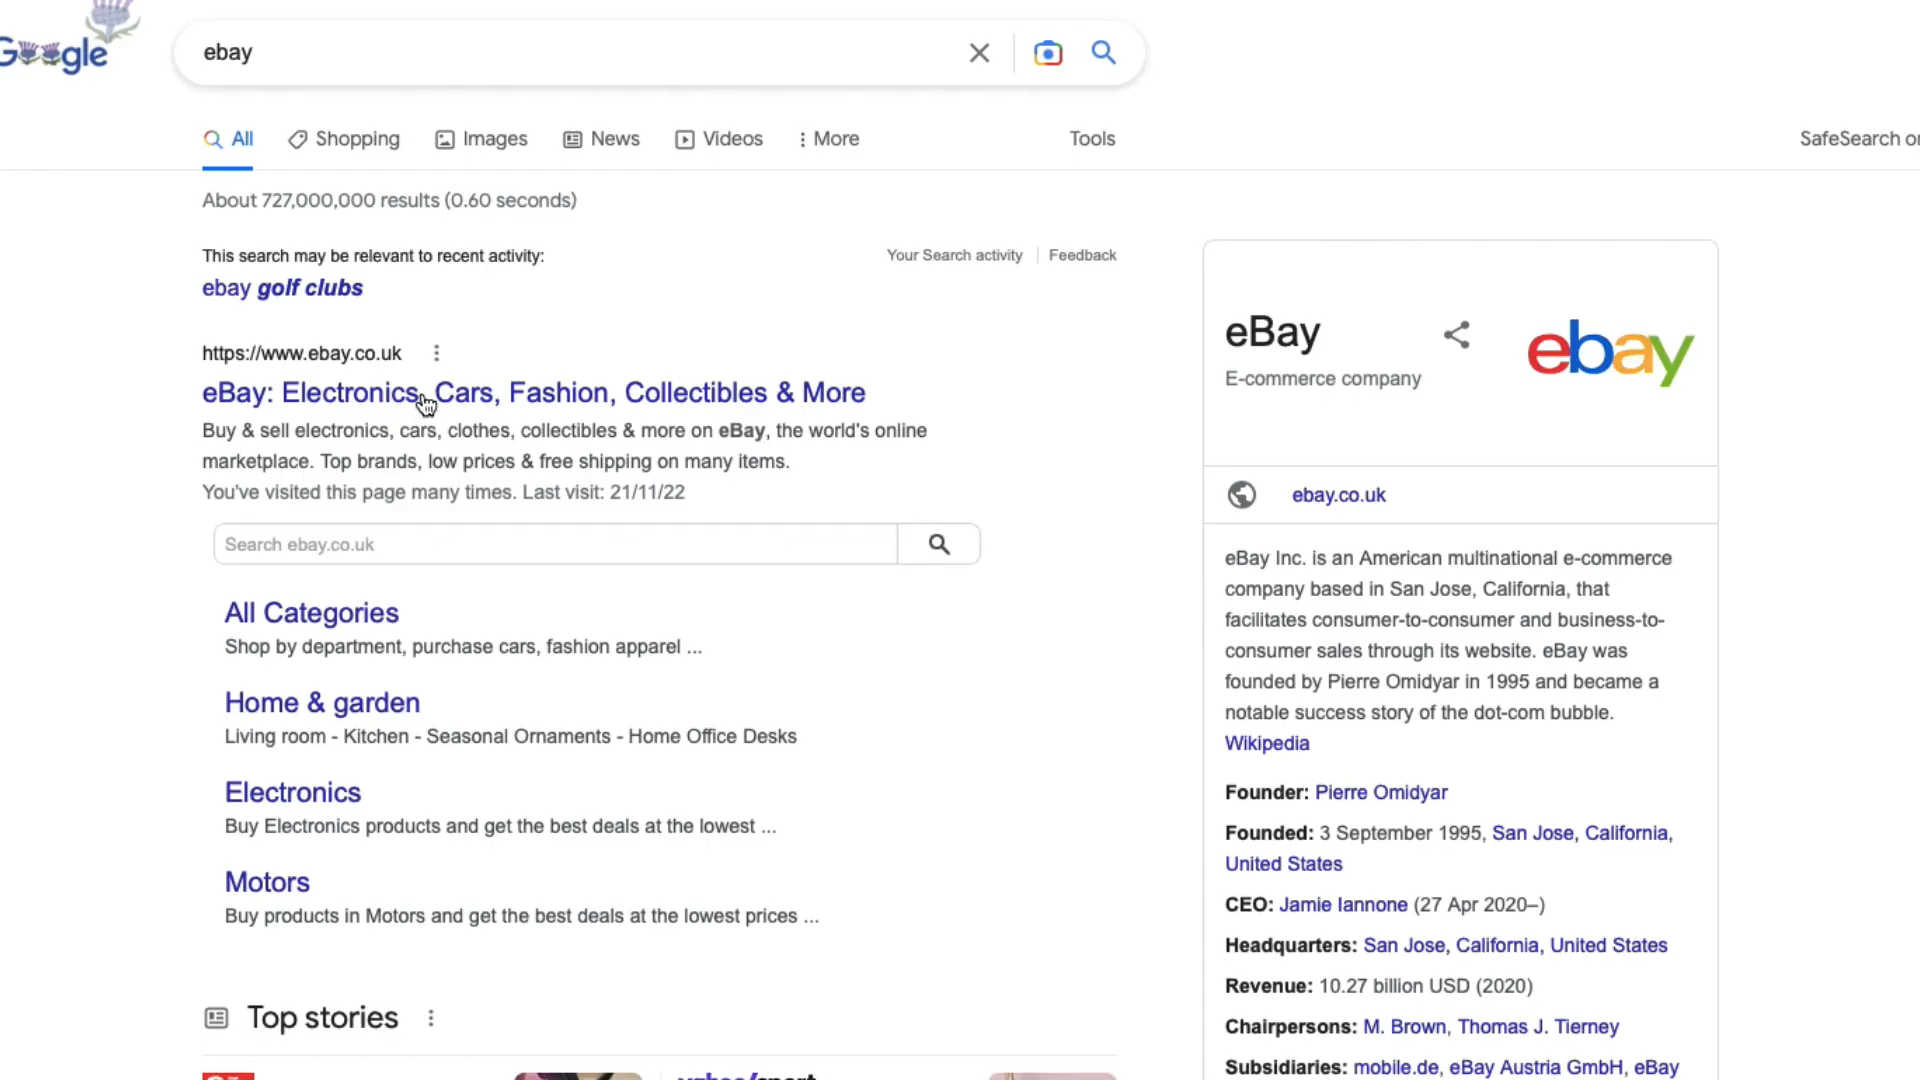 Google
ebay
All
Shopping
Images
News
Videos
More
Tools
SafeSearch on
About 727,000,000 results (0.60 seconds)
This search may be relevant to recent activity:
Your Search activity
Feedback
ebay golf clubs
https://www.ebay.co.uk
eBay: Electronics, Cars, Fashion, Collectibles & More
Buy & sell electronics, cars, clothes, collectibles & more on eBay, the world's online
marketplace. Top brands, low prices & free shipping on many items.
You've visited this page many times. Last visit: 21/11/22
Search ebay.co.uk
All Categories
Shop by department, purchase cars, fashion apparel ...
Home & garden
Living room - Kitchen - Seasonal Ornaments - Home Office Desks
Electronics
Buy Electronics products and get the best deals at the lowest ...
Motors
Buy products in Motors and get the best deals at the lowest prices ...
Top stories
eBay
E-commerce company
ebay
ebay.co.uk
eBay Inc. is an American multinational e-commerce
company based in San Jose, California, that
facilitates consumer-to-consumer and business-to-
consumer sales through its website. eBay was
founded by Pierre Omidyar in 1995 and became a
notable success story of the dot-com bubble.
Wikipedia
Founder: Pierre Omidyar
Founded: 3 September 1995, San Jose, California,
United States
CEO: Jamie Iannone (27 Apr 2020–)
Headquarters: San Jose, California, United States
Revenue: 10.27 billion USD (2020)
Chairpersons: M. Brown, Thomas J. Tierney
Subsidiaries: mobile.de, eBay Austria GmbH, eBay